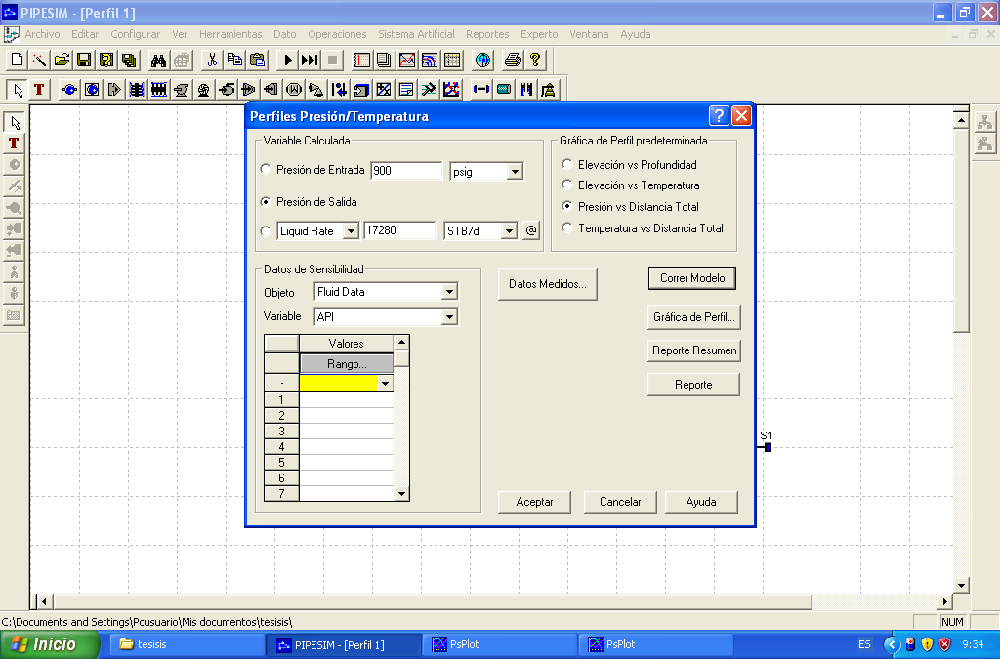 PIPESIM - [Perfil 1]
Archivo Editar Configurar Ver Herramientas Dato Operaciones Sistema Artificial Reportes Experto Ventana Ayuda
T
T
Perfiles Presión/Temperatura
Variable Calculada
Presión de Entrada 900 psig
Presión de Salida
Liquid Rate 17280 STB/d @
Gráfica de Perfil predeterminada
Elevación vs Profundidad
Elevación vs Temperatura
Presión vs Distancia Total
Temperatura vs Distancia Total
Datos de Sensibilidad
Objeto Fluid Data
Variable API
Valores
Rango...
-
1
2
3
4
5
6
7
Datos Medidos...
Correr Modelo
Gráfica de Perfil...
Reporte Resumen
Reporte
Aceptar Cancelar Ayuda
S1
C:\Documents and Settings\Pcusuario\Mis documentos\tesisis\
NUM
Inicio tesisis PIPESIM - [Perfil 1] PsPlot PsPlot ES 9:34